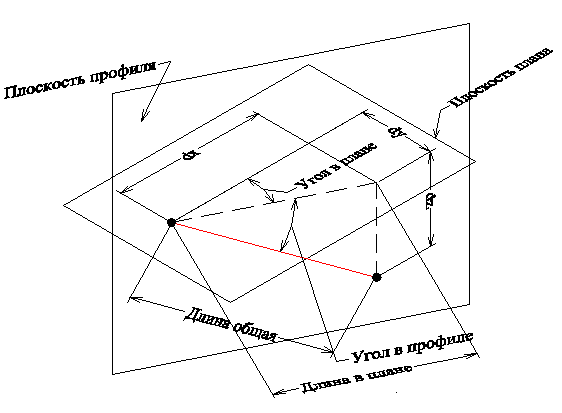 Плоскость профиля
Плоскость плана
dx
dy
Угол в плане
dz
Длина общая
Угол в профиле
Длина в плане